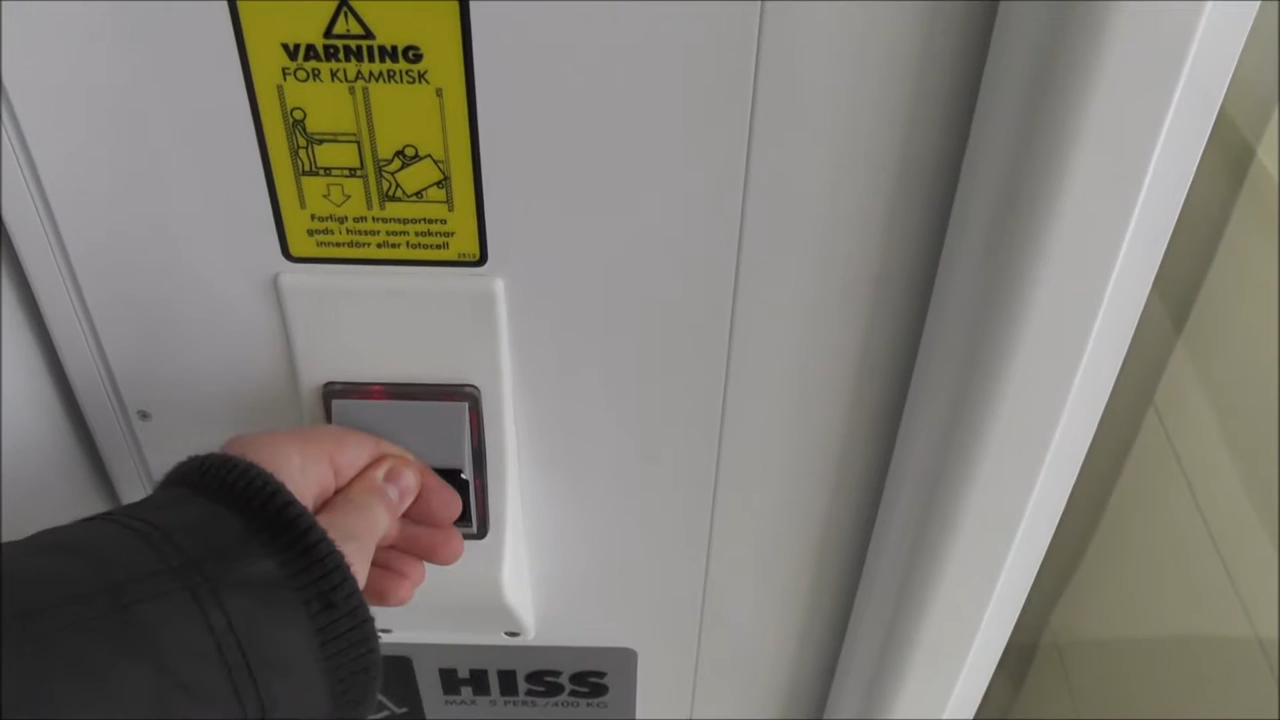 VARNING
FÖR KLÄMRISK
Farligt att transportera
gods i hissar som saknar
innerdörr eller fotocell
HISS
MAX 5 PERS./400 KG